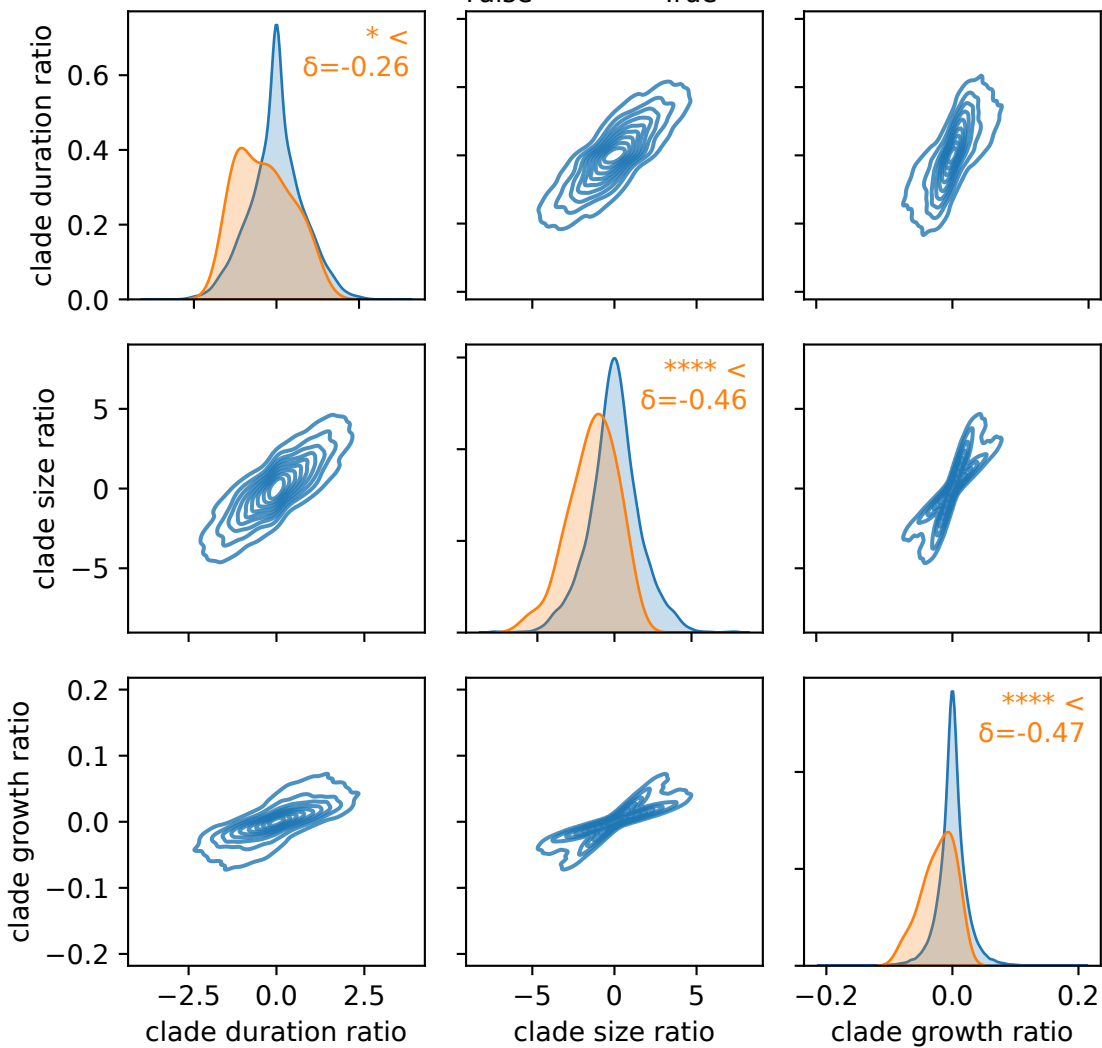 True
clade duration ratio
0.6
0.4
0.2
0.0
* <
δ=-0.26
clade size ratio
5
0
−5
**** <
δ=-0.46
clade growth ratio
0.2
0.1
0.0
−0.1
−0.2
**** <
δ=-0.47
−2.5 0.0 2.5
−5 0 5
−0.2 0.0 0.2
clade duration ratio
clade size ratio
clade growth ratio